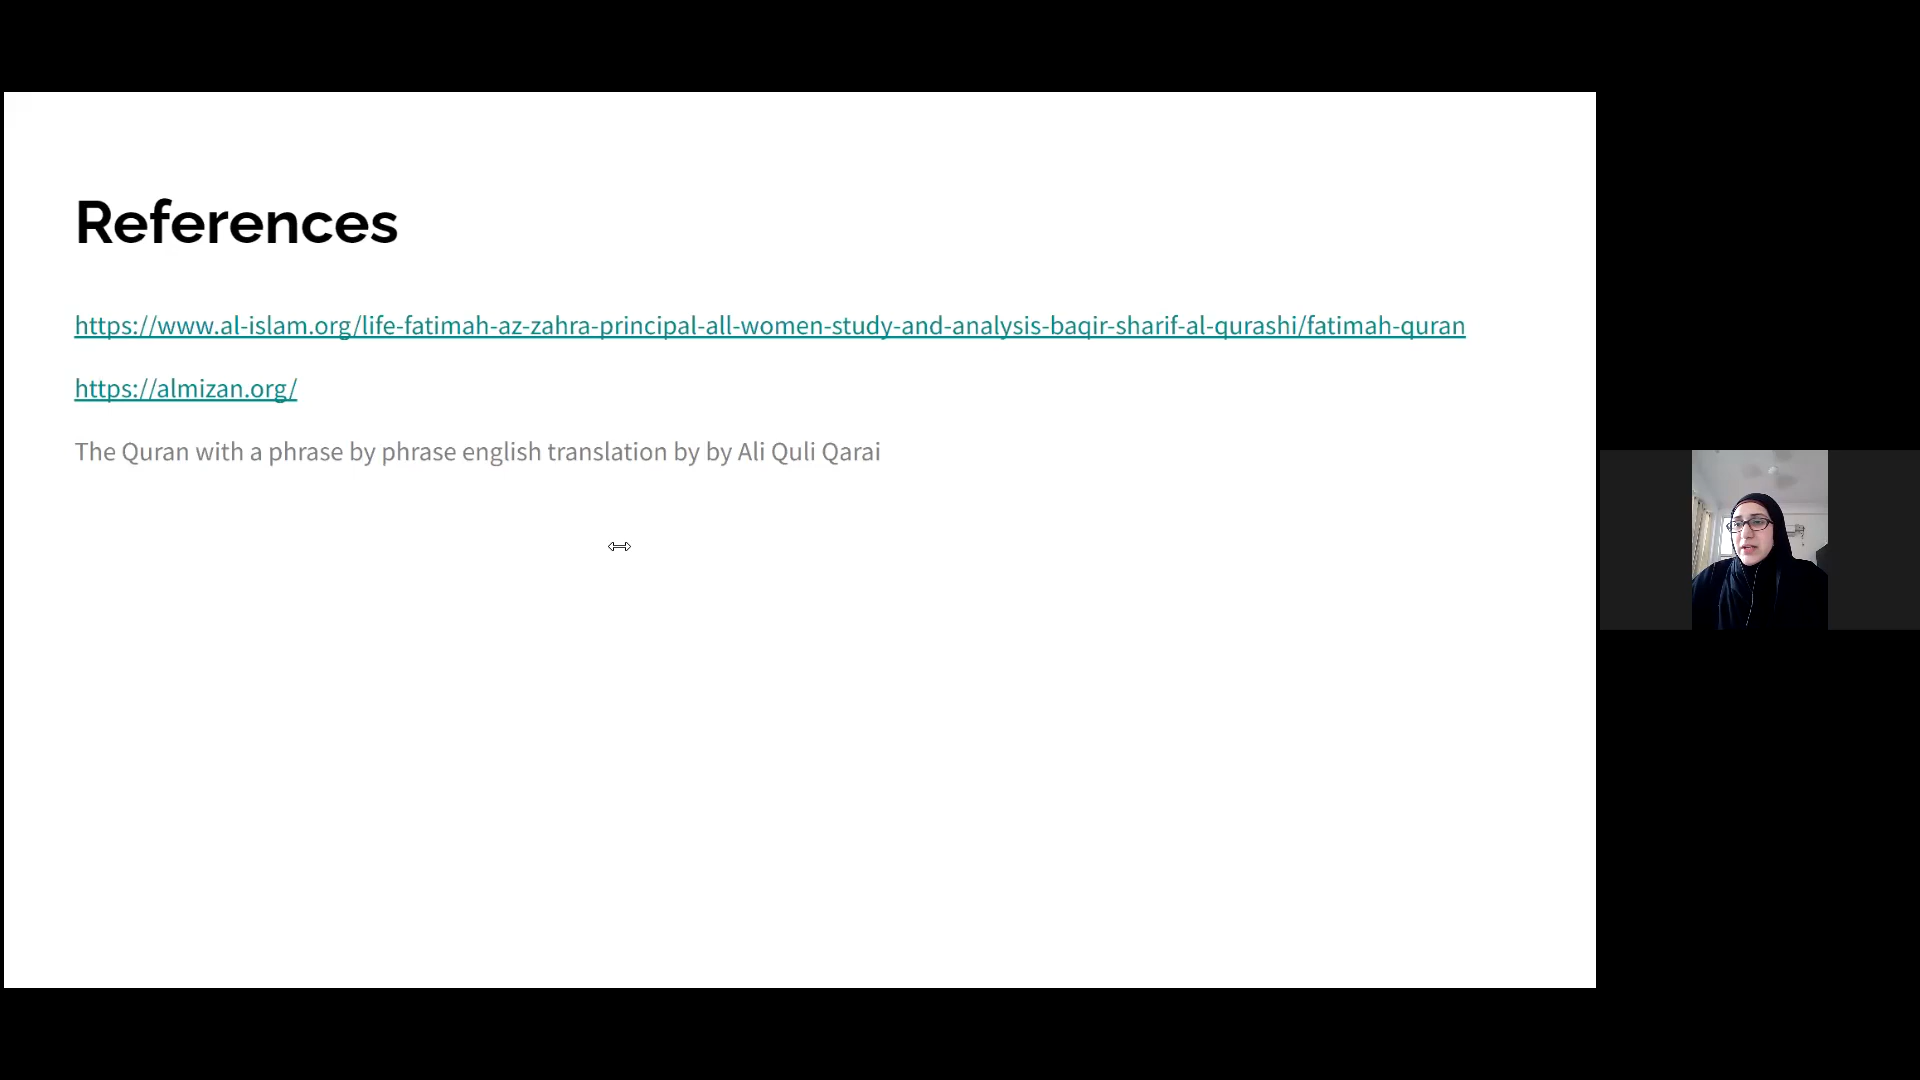 References
https://www.al-islam.org/life-fatimah-az-zahra-principal-all-women-study-and-analysis-baqir-sharif-al-qurashi/fatimah-quran
https://almizan.org/
The Quran with a phrase by phrase english translation by by Ali Quli Qarai